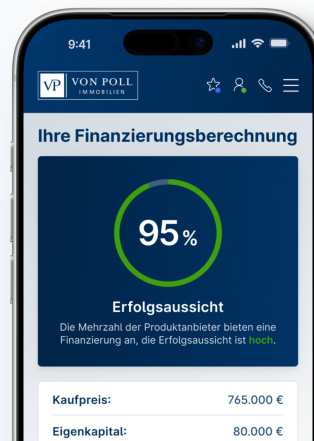 9:41
VP VON POLL
IMMOBILIEN
Ihre Finanzierungsberechnung
95 %
Erfolgsaussicht
Die Mehrzahl der Produktanbieter bieten eine
Finanzierung an, die Erfolgsaussicht ist hoch.
Kaufpreis: 765.000 €
Eigenkapital: 80.000 €